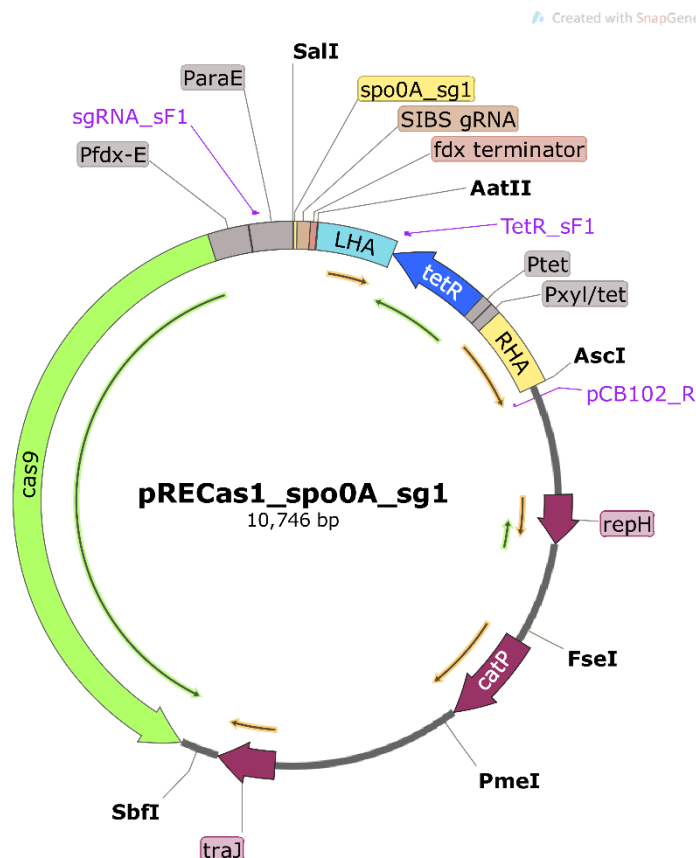 Created with SnapGene
SalI
ParaE
spo0A_sg1
sgRNA_sF1
SIBS gRNA
Pfdx-E
fdx terminator
AatII
LHA
TetR_sF1
tetR
Ptet
Pxyl/tet
RHA
AscI
pCB102_R
cas9
pRECas1_spo0A_sg1
10,746 bp
repH
FseI
catP
PmeI
SbfI
traJ